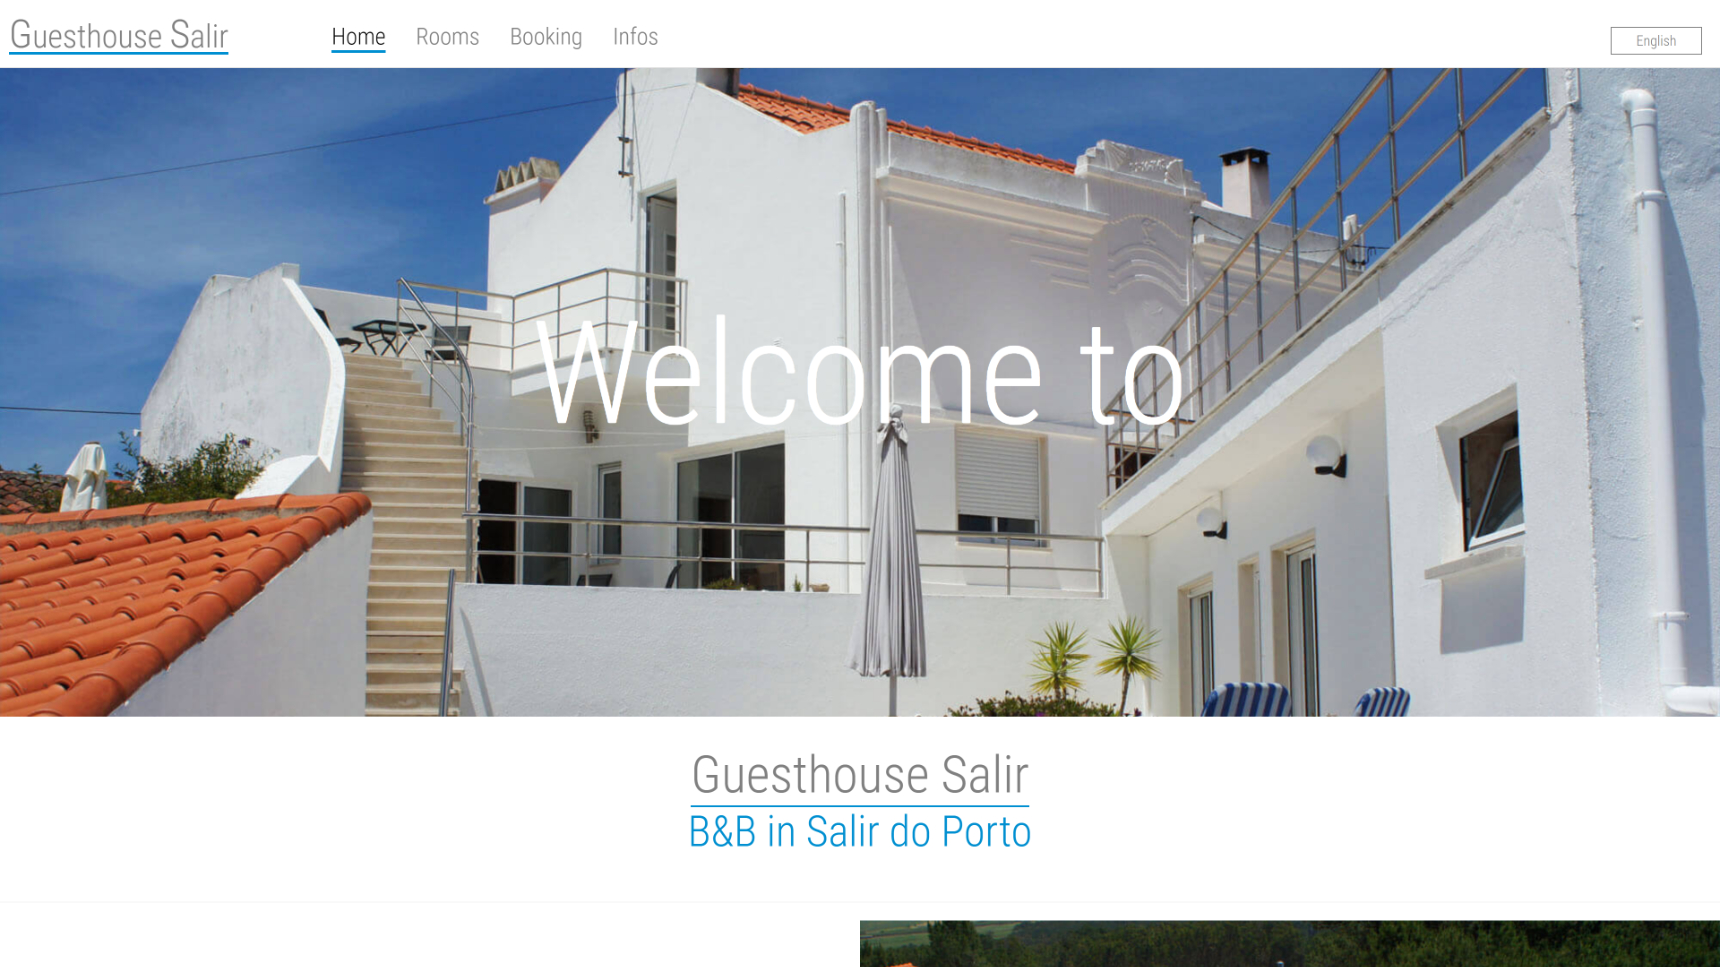 Guesthouse Salir
Home
Rooms
Booking
Infos
English
Welcome to
Guesthouse Salir
B&B in Salir do Porto